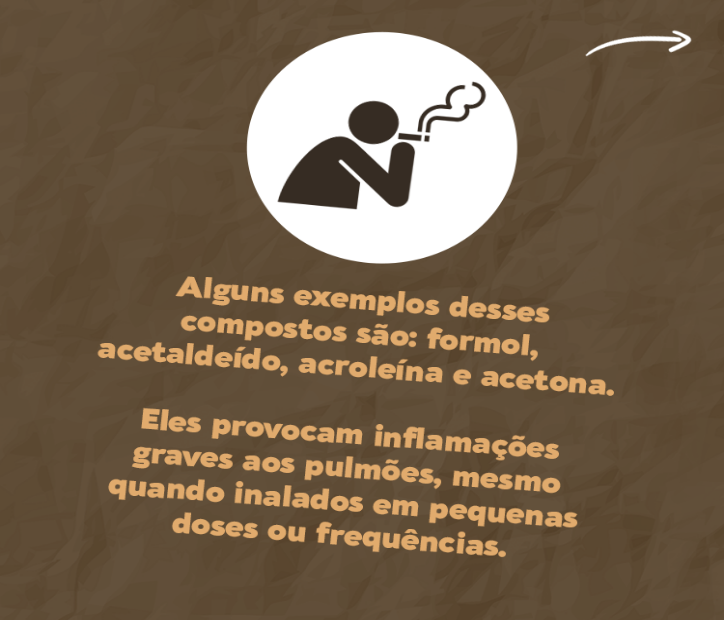 Alguns exemplos desses
compostos são: formol,
acetaldeído, acroleína e acetona.
Eles provocam inflamações
graves aos pulmões, mesmo
quando inalados em pequenas
doses ou frequências.